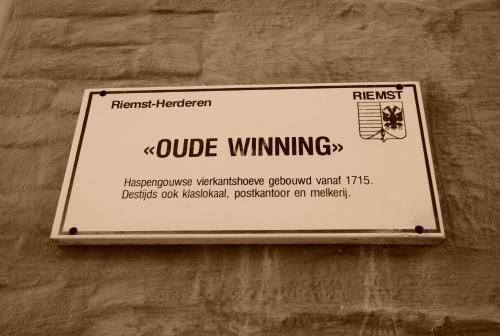 Riemst-Herderen
RIEMST
«OUDE WINNING»
Haspengouwse vierkantshoeve gebouwd vanaf 1715.
Destijds ook klaslokaal, postkantoor en melkerij.